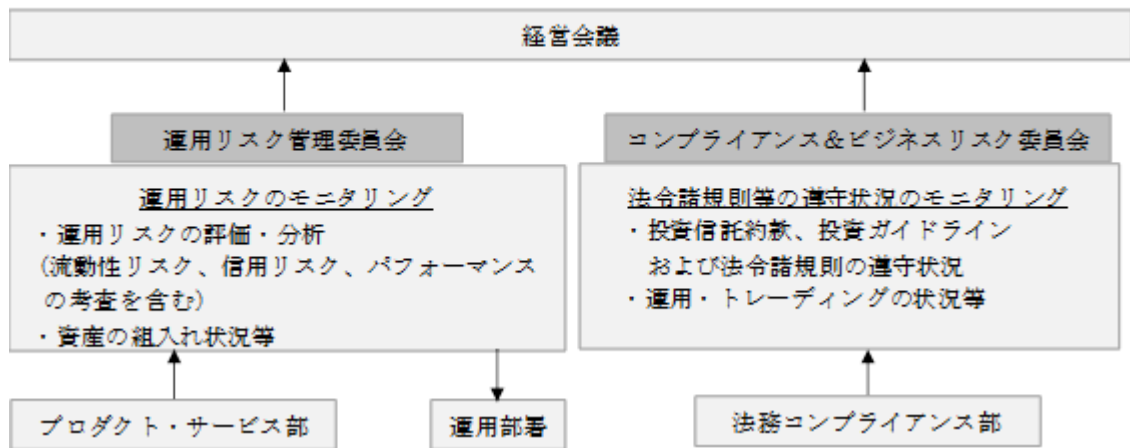 経営会議
運用リスク管理委員会
運用リスクのモニタリング
・運用リスクの評価・分析
(流動性リスク、信用リスク、パフォーマンス
の考査を含む)
・資産の組入れ状況等
プロダクト・サービス部
運用部署
コンプライアンス＆ビジネスリスク委員会
法令諸規則等の遵守状況のモニタリング
・投資信託約款、投資ガイドライン
および法令諸規則の遵守状況
・運用・トレーディングの状況等
法務コンプライアンス部